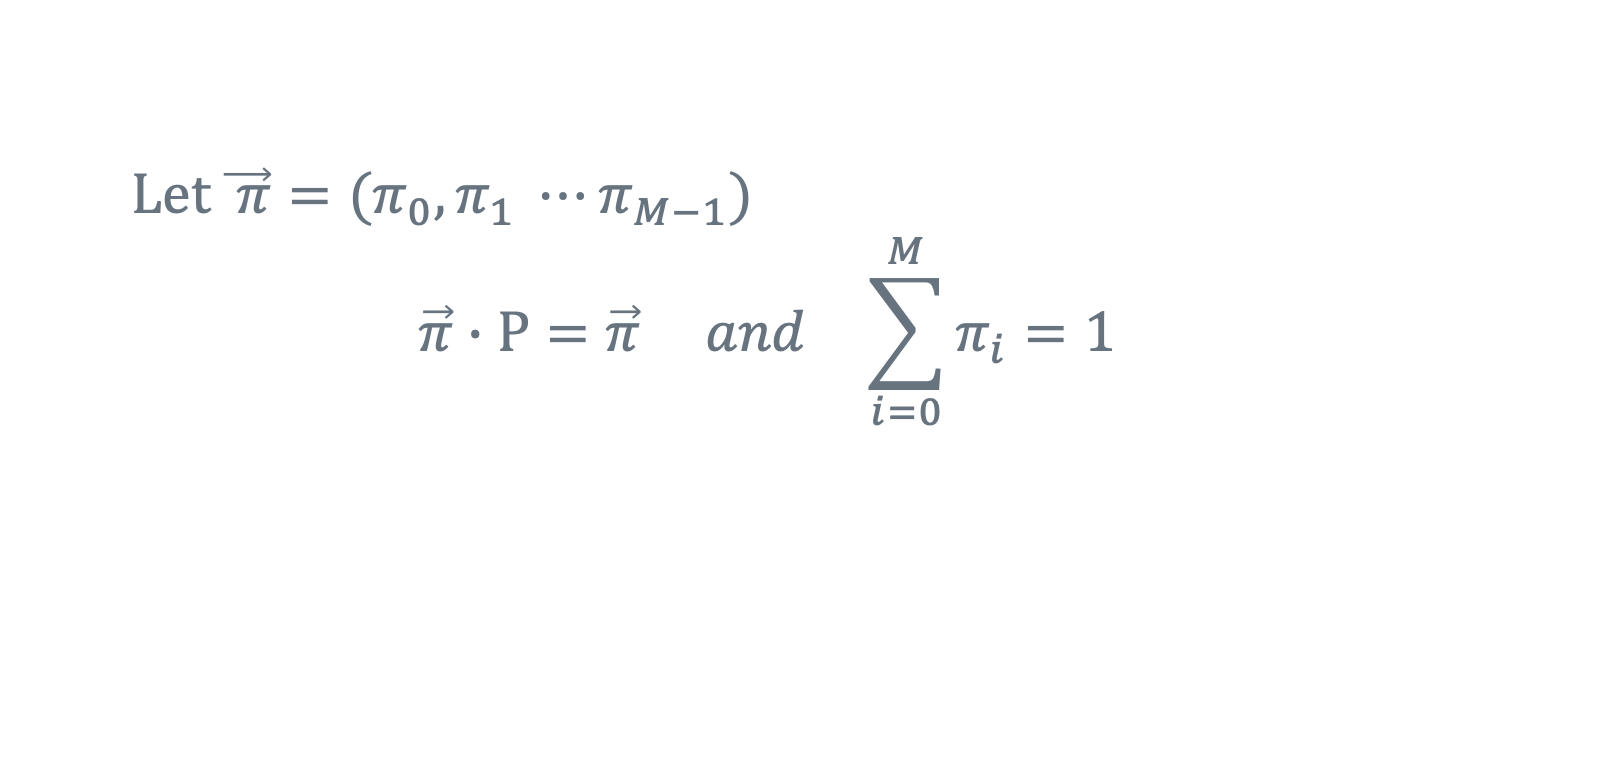 Let π⃗ = (π₀, π₁ ⋯ π_{M−1})
π⃗ · P = π⃗ and ∑_{i=0}^{M} π_i = 1